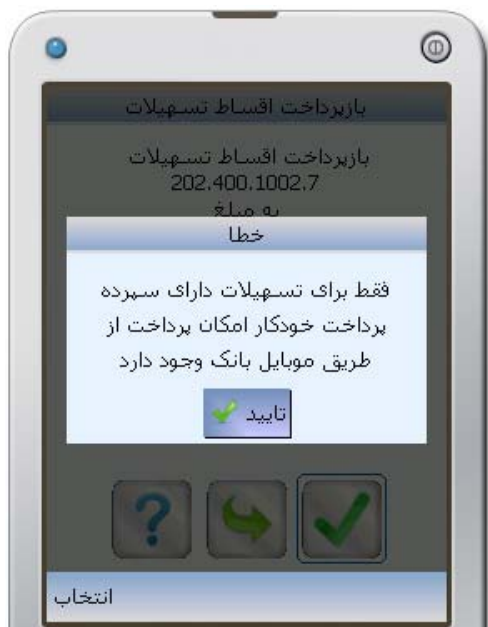 بازپرداخت اقساط تسهیلات
بازپرداخت اقساط تسهیلات
202.400.1002.7
به مبلغ
خطا
فقط برای تسهیلات دارای سپرده
پرداخت خودکار امکان پرداخت از
طریق موبایل بانک وجود دارد
تایید
انتخاب